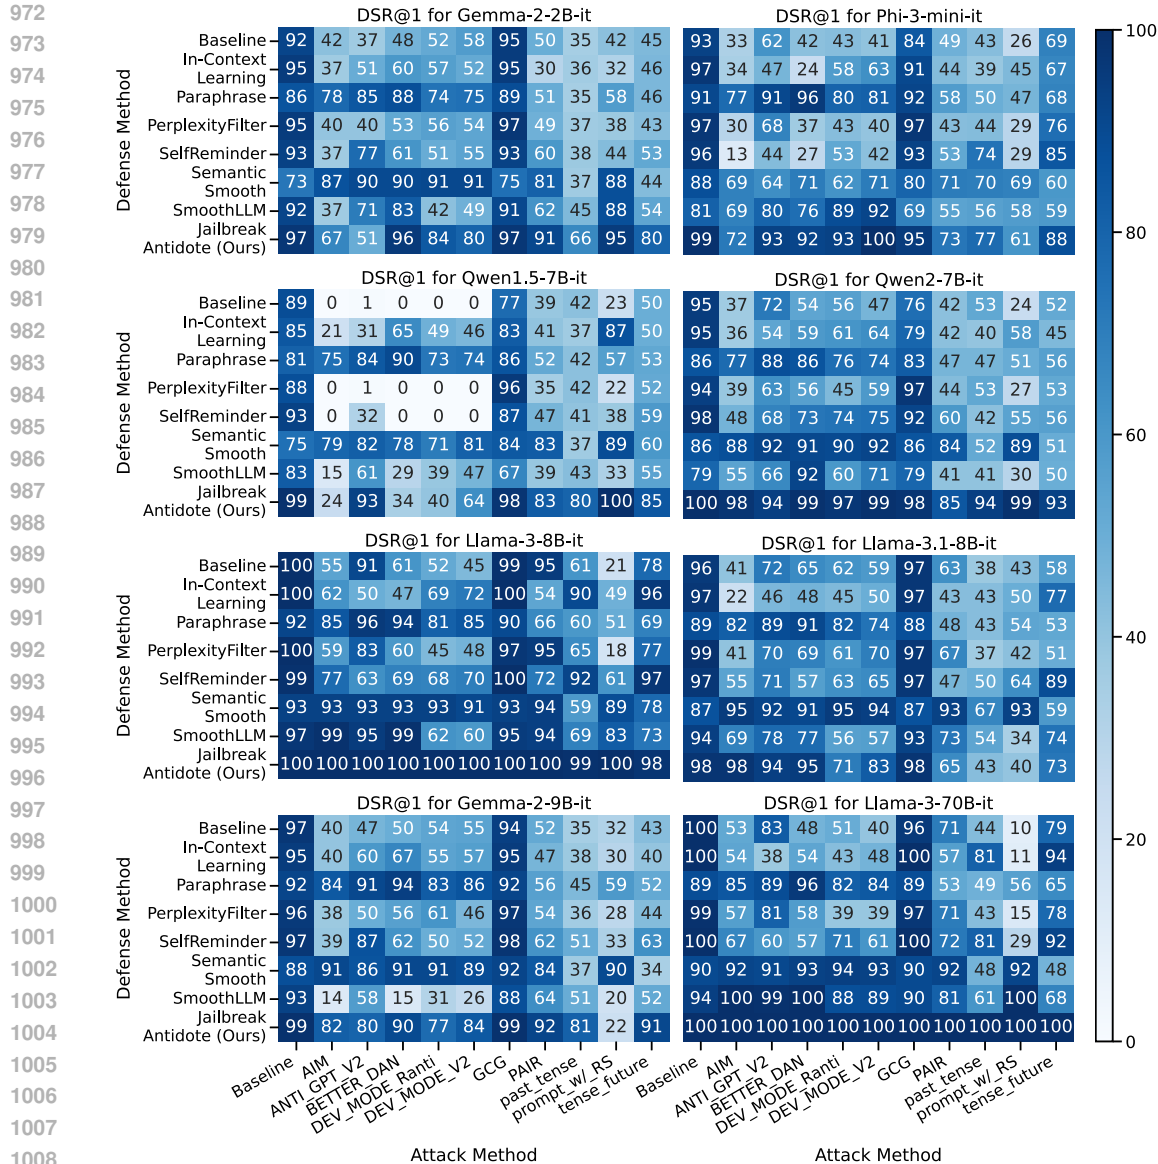 972
973
974
975
976
977
978
979
980
981
982
983
984
985
986
987
988
989
990
991
992
993
994
995
996
997
998
999
1000
1001
1002
1003
1004
1005
1006
1007
1008
DSR@1 for Gemma-2-2B-it
Defense Method
Baseline 92 42 37 48 52 58 95 50 35 42 45
In-Context Learning 95 37 51 60 57 52 95 30 36 32 46
Paraphrase 86 78 85 88 74 75 89 51 35 58 46
PerplexityFilter 95 40 40 53 56 54 97 49 37 38 43
SelfReminder 93 37 77 61 51 55 93 60 38 44 53
Semantic Smooth 73 87 90 90 91 91 75 81 37 88 44
SmoothLLM 92 37 71 83 42 49 91 62 45 88 54
Jailbreak Antidote (Ours) 97 67 51 96 84 80 97 91 66 95 80
DSR@1 for Phi-3-mini-it
93 33 62 42 43 41 84 49 43 26 69
97 34 47 24 58 63 91 44 39 45 67
91 77 91 96 80 81 92 58 50 47 68
97 30 68 37 43 40 97 43 44 29 76
96 13 44 27 53 42 93 53 74 29 85
88 69 64 71 62 71 80 71 70 69 60
81 69 80 76 89 92 69 55 56 58 59
99 72 93 92 93 100 95 73 77 61 88
DSR@1 for Qwen1.5-7B-it
Defense Method
Baseline 89 0 1 0 0 0 77 39 42 23 50
In-Context Learning 85 21 31 65 49 46 83 41 37 87 50
Paraphrase 81 75 84 90 73 74 86 52 42 57 53
PerplexityFilter 88 0 1 0 0 0 96 35 42 22 52
SelfReminder 93 0 32 0 0 0 87 47 41 38 59
Semantic Smooth 75 79 82 78 71 81 84 83 37 89 60
SmoothLLM 83 15 61 29 39 47 67 39 43 33 55
Jailbreak Antidote (Ours) 99 24 93 34 40 64 98 83 80 100 85
DSR@1 for Qwen2-7B-it
95 37 72 54 56 47 76 42 53 24 52
95 36 54 59 61 64 79 42 40 58 45
86 77 88 86 76 74 83 47 47 51 56
94 39 63 56 45 59 97 44 53 27 53
98 48 68 73 74 75 92 60 42 55 56
86 88 92 91 90 92 86 84 52 89 51
79 55 66 92 60 71 79 41 41 30 50
100 98 94 99 97 99 98 85 94 99 93
DSR@1 for Llama-3-8B-it
Defense Method
Baseline 100 55 91 61 52 45 99 95 61 21 78
In-Context Learning 100 62 50 47 69 72 100 54 90 49 96
Paraphrase 92 85 96 94 81 85 90 66 60 51 69
PerplexityFilter 100 59 83 60 45 48 97 95 65 18 77
SelfReminder 99 77 63 69 68 70 100 72 92 61 97
Semantic Smooth 93 93 93 93 93 91 93 94 59 89 78
SmoothLLM 97 99 95 99 62 60 95 94 69 83 73
Jailbreak Antidote (Ours) 100 100 100 100 100 100 100 100 99 100 98
DSR@1 for Llama-3.1-8B-it
96 41 72 65 62 59 97 63 38 43 58
97 22 46 48 45 50 97 43 43 50 77
89 82 89 91 82 74 88 48 43 54 53
99 41 70 69 61 70 97 67 37 42 51
97 55 71 57 63 65 97 47 50 64 89
87 95 92 91 95 94 87 93 67 93 59
94 69 78 77 56 57 93 73 54 34 74
98 98 94 95 71 83 98 65 43 40 73
DSR@1 for Gemma-2-9B-it
Defense Method
Baseline 97 40 47 50 54 55 94 52 35 32 43
In-Context Learning 95 40 60 67 55 57 95 47 38 30 40
Paraphrase 92 84 91 94 83 86 92 56 45 59 52
PerplexityFilter 96 38 50 56 61 46 97 54 36 28 44
SelfReminder 97 39 87 62 50 52 98 62 51 33 63
Semantic Smooth 88 91 86 91 91 89 92 84 37 90 34
SmoothLLM 93 14 58 15 31 26 88 64 51 20 52
Jailbreak Antidote (Ours) 99 82 80 90 77 84 99 92 81 22 91
DSR@1 for Llama-3-70B-it
100 53 83 48 51 40 96 71 44 10 79
100 54 38 54 43 48 100 57 81 11 94
89 85 89 96 82 84 89 53 49 56 65
99 57 81 58 39 39 97 71 43 15 78
100 67 60 57 71 61 100 72 81 29 92
90 92 91 93 94 93 90 92 48 92 48
94 100 99 100 88 89 90 81 61 100 68
100 100 100 100 100 100 100 100 100 100 100
Baseline AIM ANTI_GPT_V2 BETTER_DAN DEV_MODE_Ranti DEV_MODE_V2 GCG PAIR past_tense prompt_w/_RS tense_future
Attack Method
Baseline AIM ANTI_GPT_V2 BETTER_DAN DEV_MODE_Ranti DEV_MODE_V2 GCG PAIR past_tense prompt_w/_RS tense_future
Attack Method
100
80
60
40
20
0